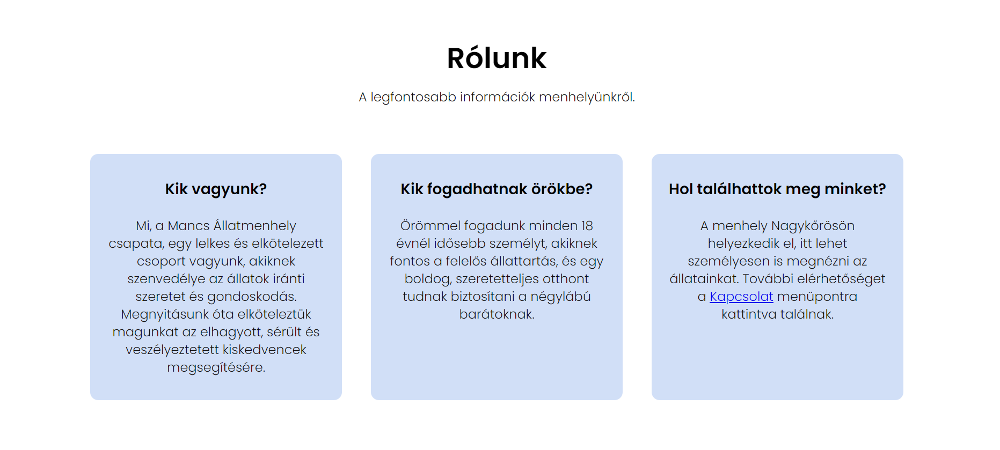 Rólunk
A legfontosabb információk menhelyünkről.
Kik vagyunk?
Mi, a Mancs Állatmenhely
csapata, egy lelkes és elkötelezett
csoport vagyunk, akiknek
szenvedélye az állatok iránti
szeretet és gondoskodás.
Megnyitásunk óta elköteleztük
magunkat az elhagyott, sérült és
veszélyeztetett kiskedvencek
megsegítésére.
Kik fogadhatnak örökbe?
Örömmel fogadunk minden 18
évnél idősebb személyt, akiknek
fontos a felelős állattartás, és egy
boldog, szeretetteljes otthont
tudnak biztosítani a négylábú
barátoknak.
Hol találhattok meg minket?
A menhely Nagykőrösön
helyezkedik el, itt lehet
személyesen is megnézni az
állatainkat. További elérhetőséget
a Kapcsolat menüpontra
kattintva találnak.